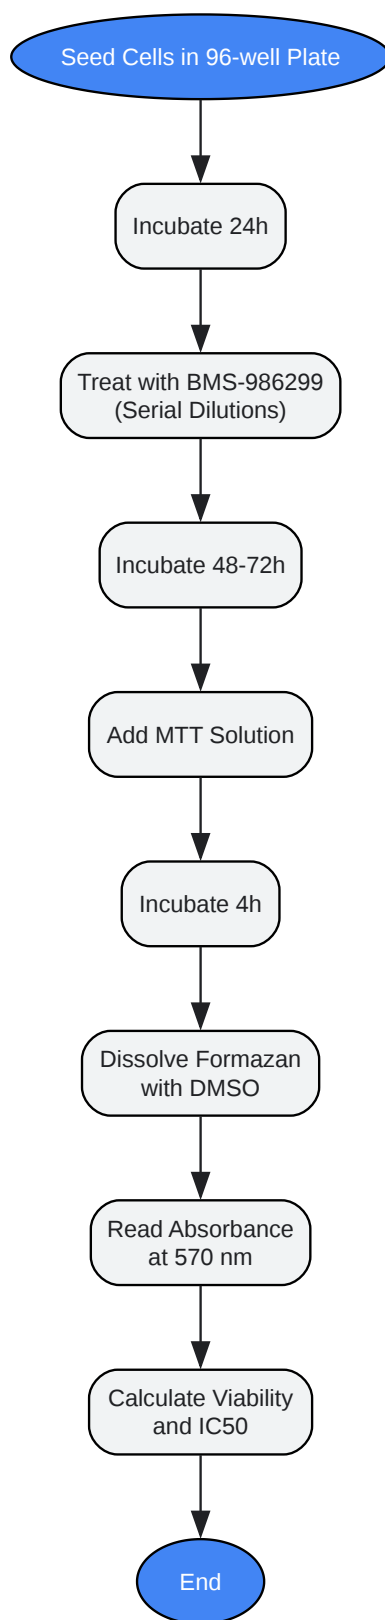 Seed Cells in 96-well Plate
Incubate 24h
Treat with BMS-986299
(Serial Dilutions)
Incubate 48-72h
Add MTT Solution
Incubate 4h
Dissolve Formazan
with DMSO
Read Absorbance
at 570 nm
Calculate Viability
and IC50
End